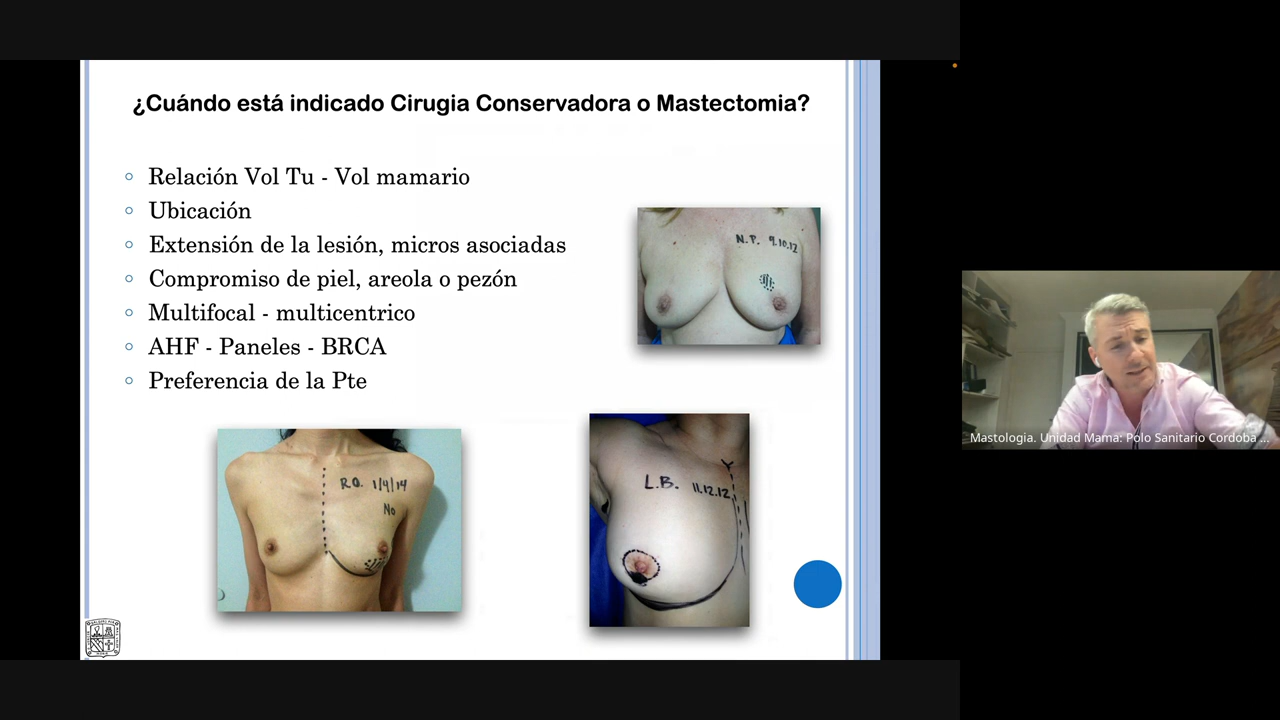 ¿Cuándo está indicado Cirugia Conservadora o Mastectomia?
Relación Vol Tu - Vol mamario
Ubicación
Extensión de la lesión, micros asociadas
Compromiso de piel, areola o pezón
Multifocal - multicentrico
AHF - Paneles - BRCA
Preferencia de la Pte
N.P. 9.10.12
R.O. 1/4/14
No
L.B. 11.12.12
Mastologia. Unidad Mama: Polo Sanitario Cordoba ...